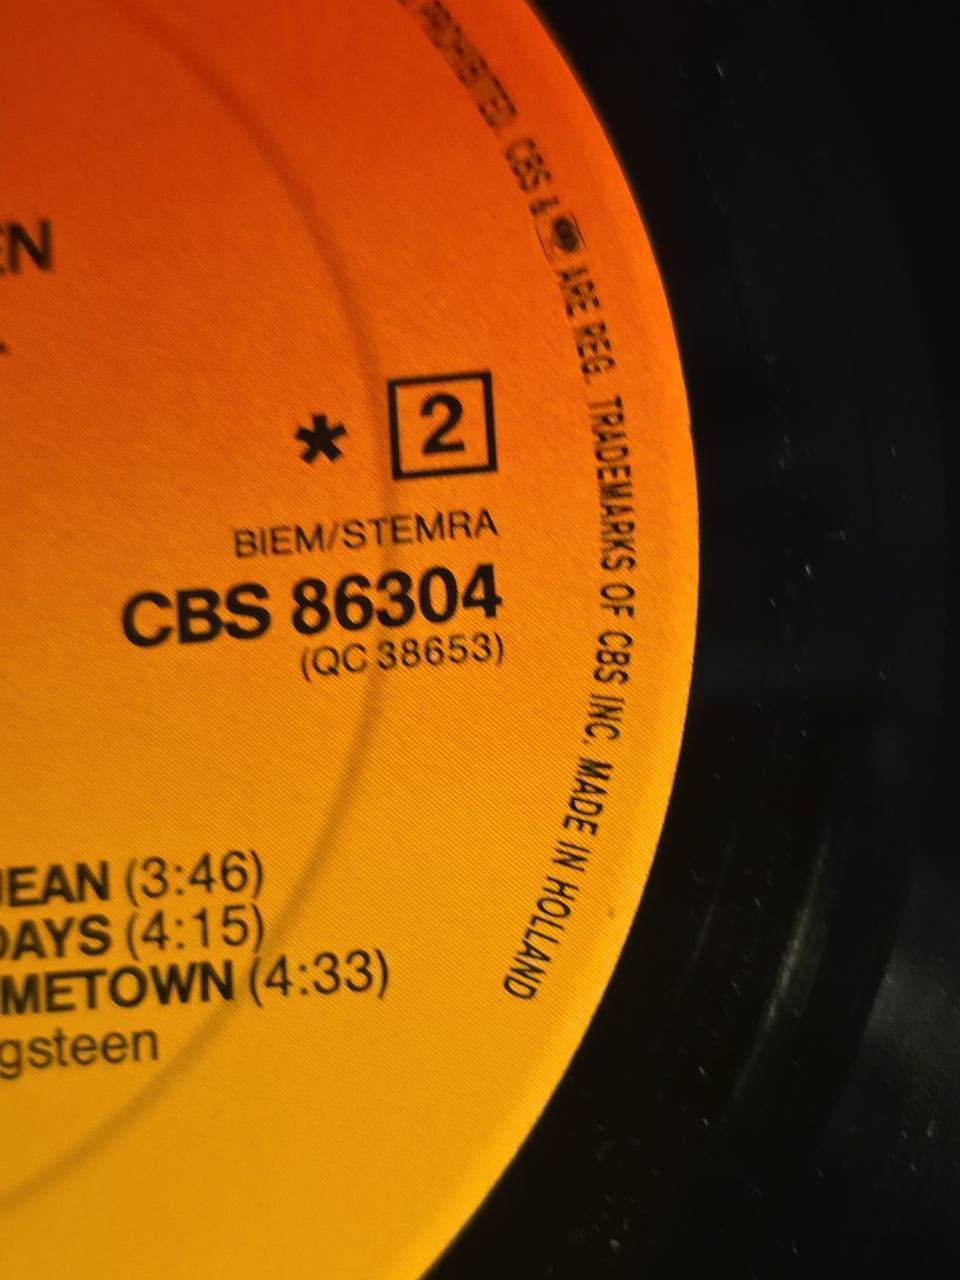 EN
* 2
BIEM/STEMRA
CBS 86304
(QC 38653)
JEAN (3:46)
DAYS (4:15)
METOWN (4:33)
gsteen
PROHIBITED. CBS & ARE REG. TRADEMARKS OF CBS INC. MADE IN HOLLAND